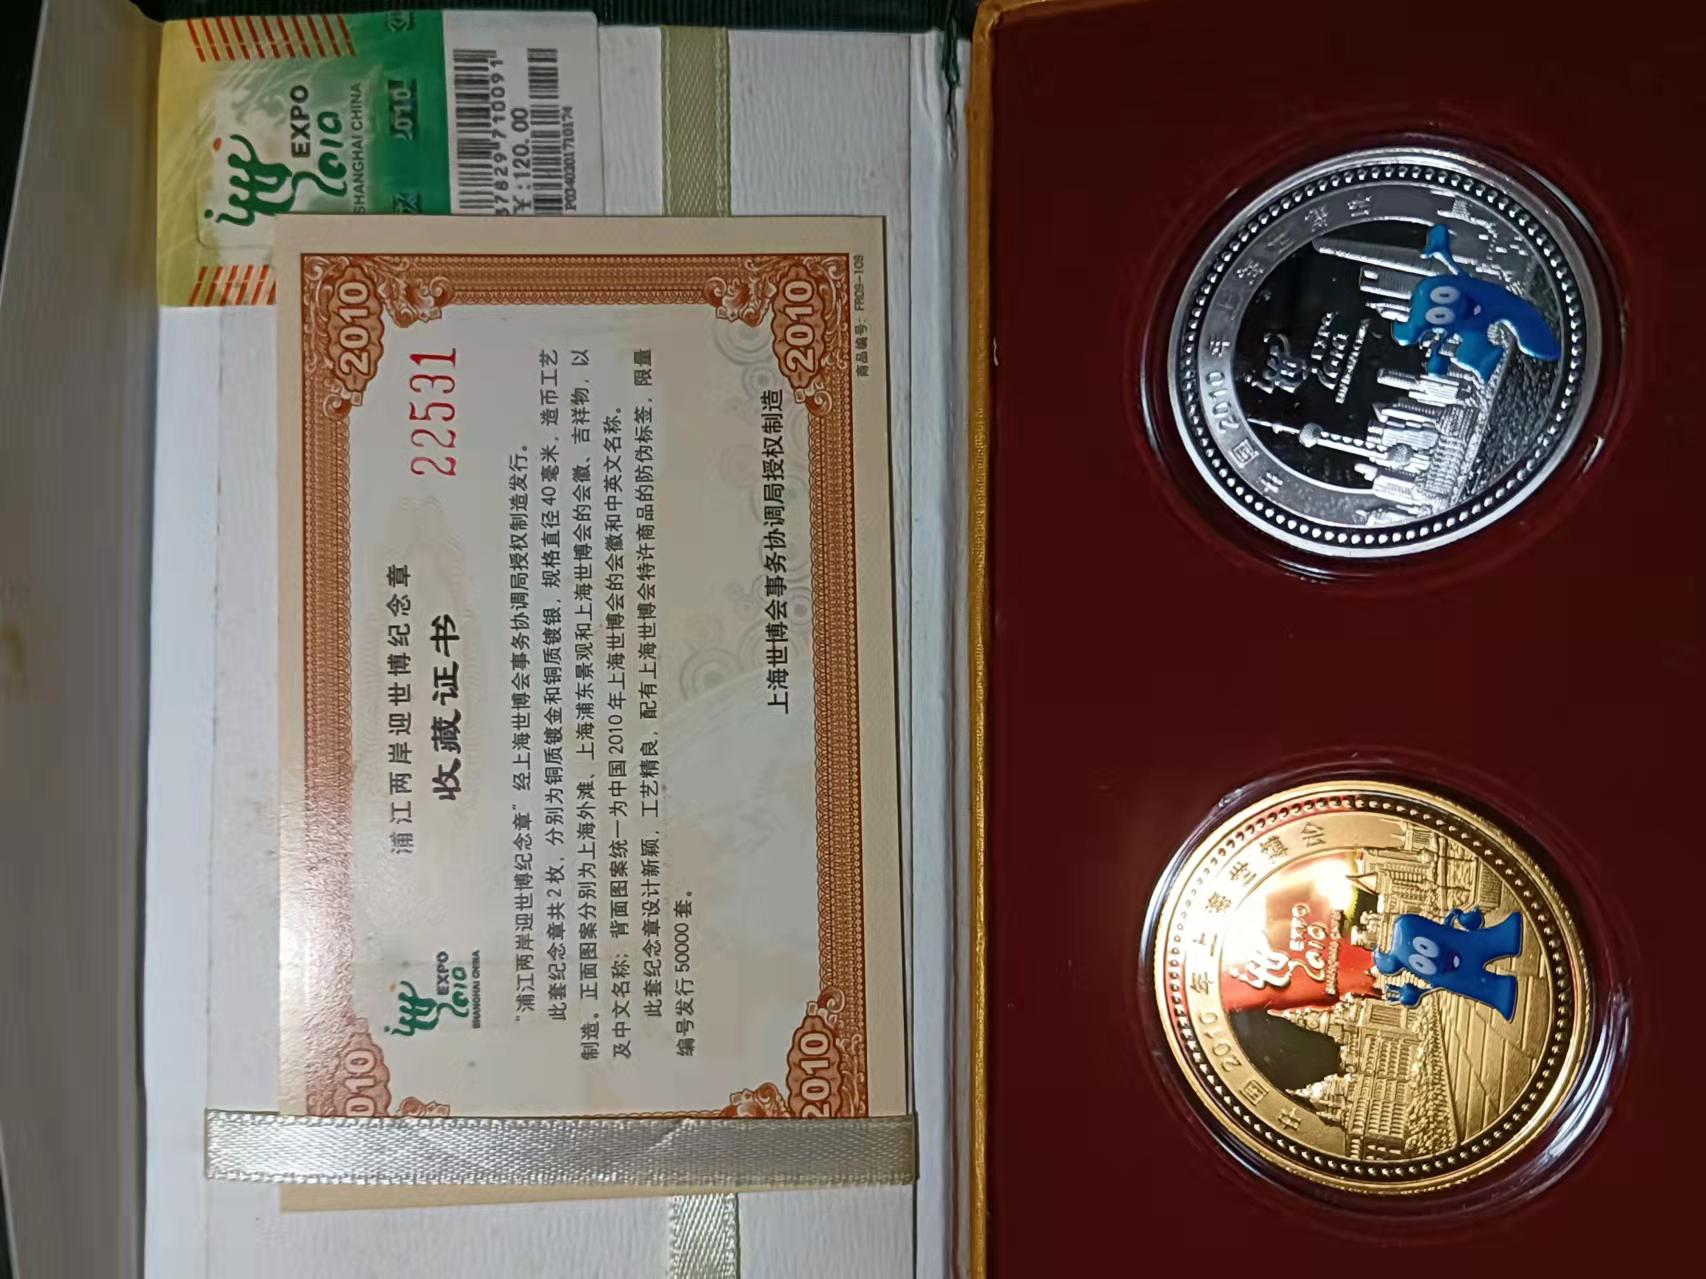 EXPO
2010
SHANGHAI CHINA
2010
378297710091
¥:120.00
P0340201710174
2010
2010
2010
浦江两岸迎世博纪念章
收藏证书
22531
EXPO
2010
SHANGHAI CHINA
“浦江两岸迎世博纪念章”经上海世博会事务协调局授权制造发行。
此套纪念章共2枚，分别为铜质镀金和铜质镀银，规格直径40毫米，造币工艺
制造。正面图案分别为上海外滩、上海浦东景观和上海世博会的会徽、吉祥物，以
及中文名称；背面图案统一为中国2010年上海世博会的会徽和中英文名称。
此套纪念章设计新颖，工艺精良，配有上海世博会特许商品的防伪标签，限量
编号发行50000套。
上海世博会事务协调局授权制造
商品编号：FR09-109
中国2010年上海世博会
EXPO
2010
SHANGHAI CHINA
中国2010年上海世博会
EXPO
2010
SHANGHAI CHINA